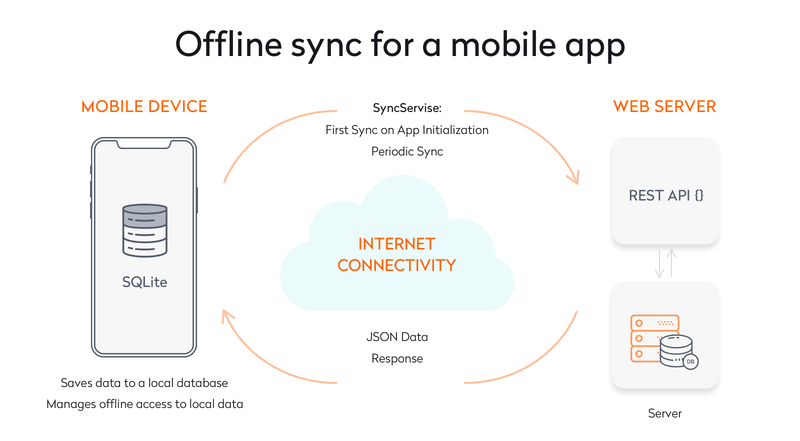 Offline sync for a mobile app
MOBILE DEVICE
SQLite
Saves data to a local database
Manages offline access to local data
SyncServise:
First Sync on App Initialization
Periodic Sync
INTERNET
CONNECTIVITY
JSON Data
Response
WEB SERVER
REST API {}
DB
Server